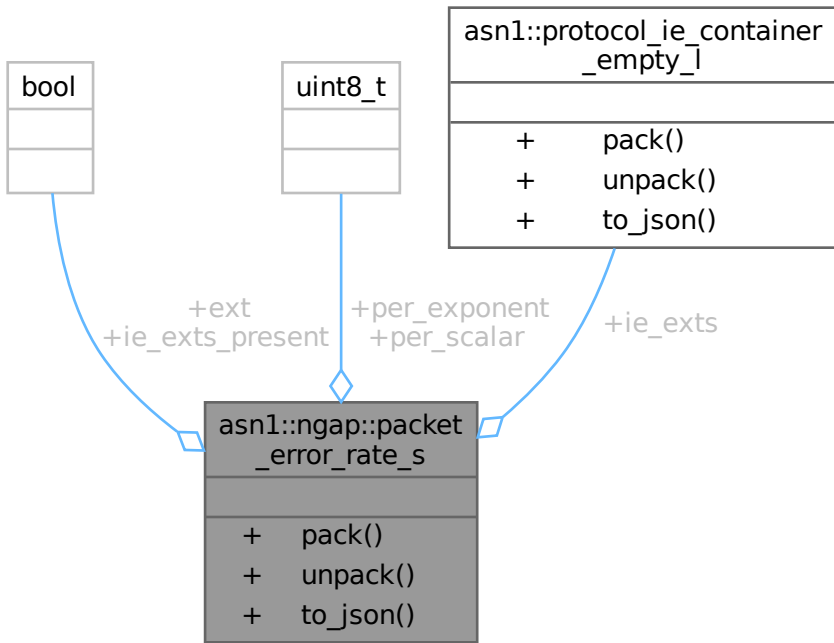 asn1::protocol_ie_container
_empty_l
bool
uint8_t
+ pack()
+ unpack()
+ to_json()
+ext
+ie_exts_present
+per_exponent
+per_scalar
+ie_exts
asn1::ngap::packet
_error_rate_s
+ pack()
+ unpack()
+ to_json()